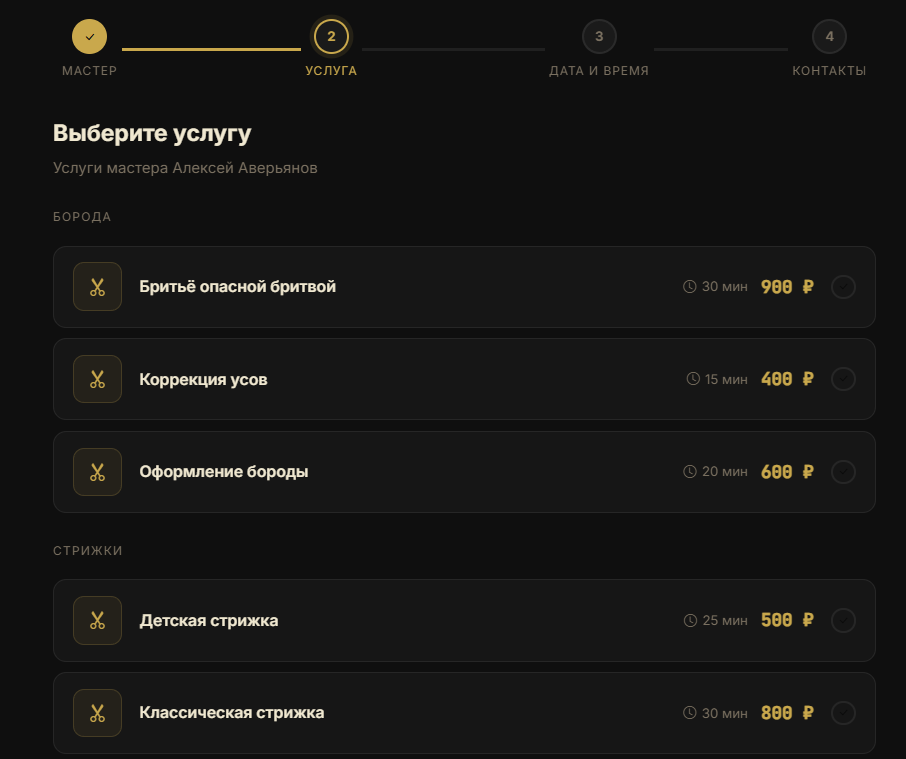 2
3
4
МАСТЕР
УСЛУГА
ДАТА И ВРЕМЯ
КОНТАКТЫ
Выберите услугу
Услуги мастера Алексей Аверьянов
БОРОДА
Бритьё опасной бритвой 30 мин 900 ₽
Коррекция усов 15 мин 400 ₽
Оформление бороды 20 мин 600 ₽
СТРИЖКИ
Детская стрижка 25 мин 500 ₽
Классическая стрижка 30 мин 800 ₽